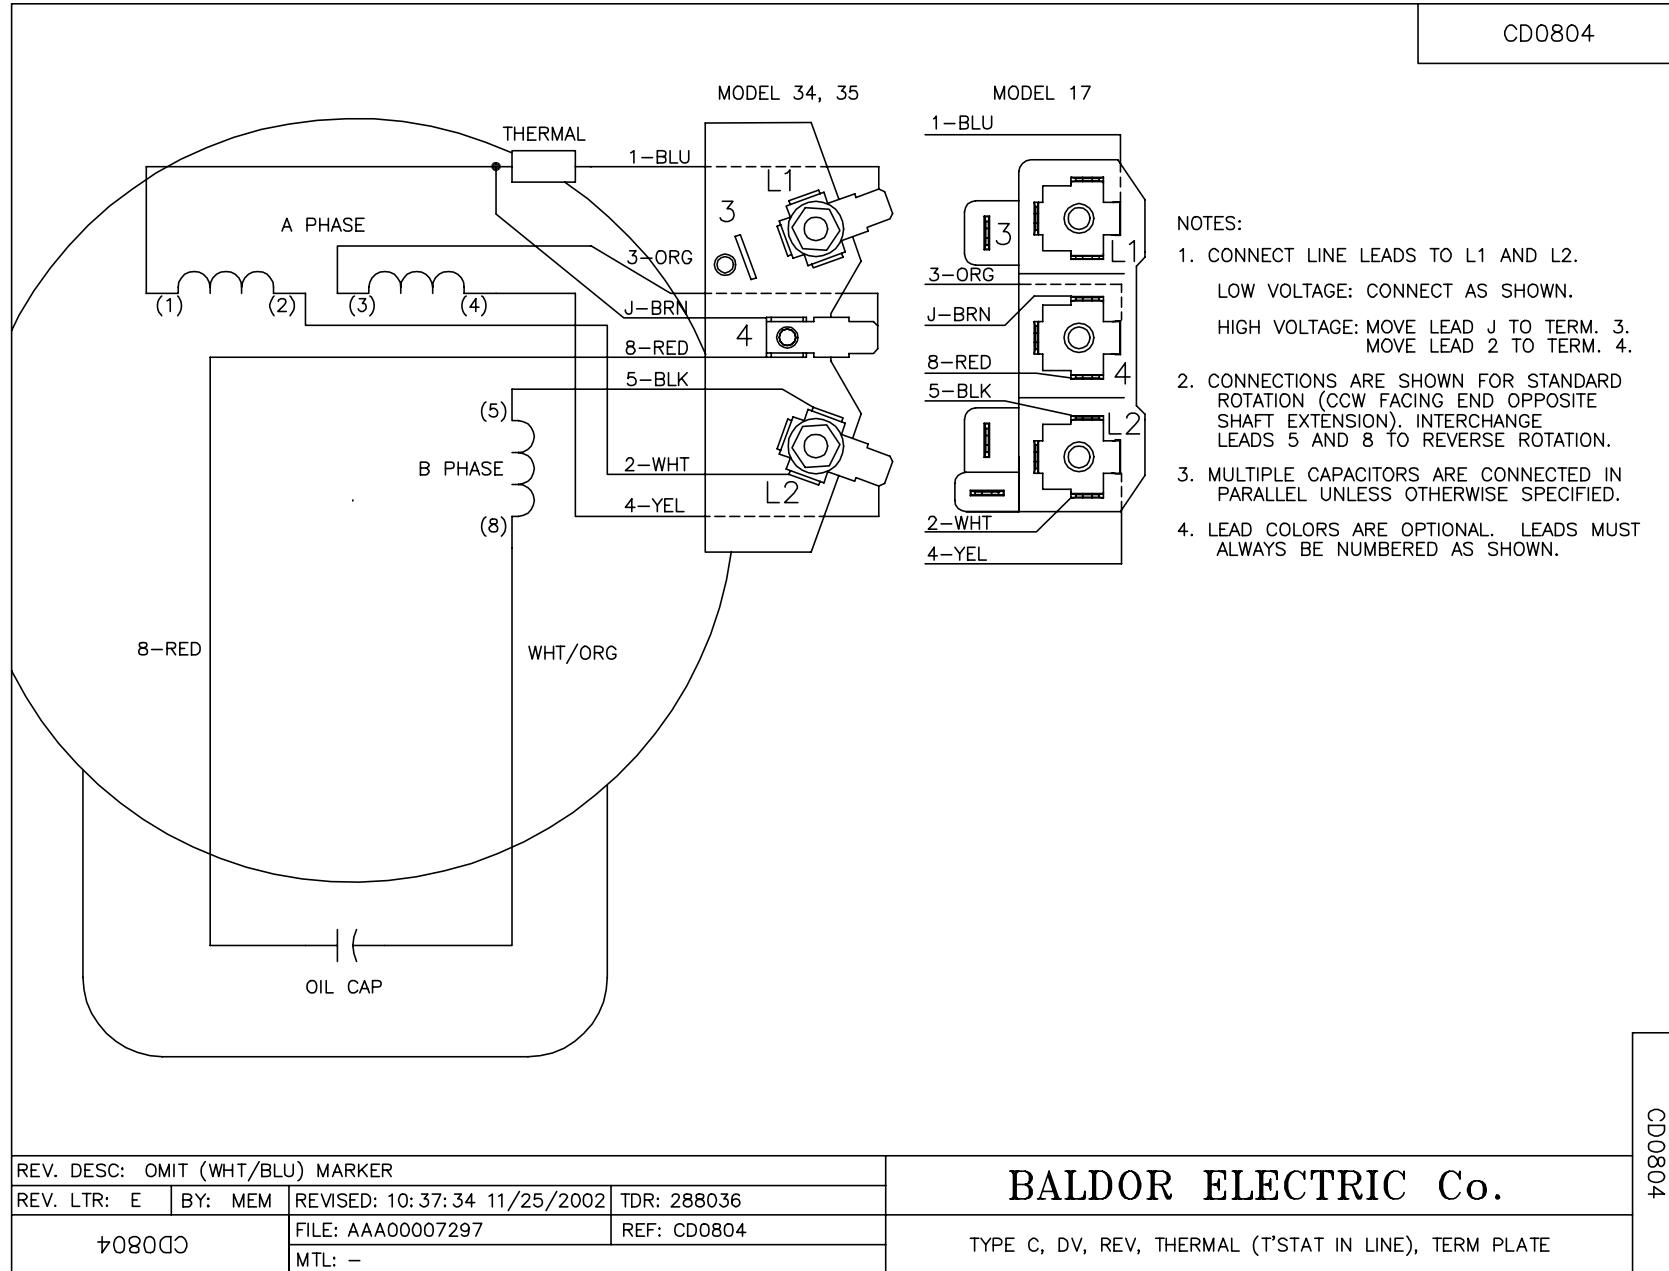 CD0804
MODEL 34, 35
MODEL 17
THERMAL
1-BLU
1-BLU
L1
A PHASE
3
3-ORG
3
L1
3-ORG
(1)
(2)
(3)
(4)
J-BRN
4
J-BRN
8-RED
8-RED
4
5-BLK
5-BLK
(5)
L2
B PHASE
2-WHT
L2
4-YEL
(8)
2-WHT
4-YEL
8-RED
WHT/ORG
OIL CAP
NOTES:
1. CONNECT LINE LEADS TO L1 AND L2.
LOW VOLTAGE: CONNECT AS SHOWN.
HIGH VOLTAGE: MOVE LEAD J TO TERM. 3.
MOVE LEAD 2 TO TERM. 4.
2. CONNECTIONS ARE SHOWN FOR STANDARD
ROTATION (CCW FACING END OPPOSITE
SHAFT EXTENSION). INTERCHANGE
LEADS 5 AND 8 TO REVERSE ROTATION.
3. MULTIPLE CAPACITORS ARE CONNECTED IN
PARALLEL UNLESS OTHERWISE SPECIFIED.
4. LEAD COLORS ARE OPTIONAL. LEADS MUST
ALWAYS BE NUMBERED AS SHOWN.
CD0804
REV. DESC: OMIT (WHT/BLU) MARKER
REV. LTR: E
BY: MEM
REVISED: 10:37:34 11/25/2002
TDR: 288036
CD0804
FILE: AAA00007297
REF: CD0804
MTL: -
BALDOR ELECTRIC Co.
TYPE C, DV, REV, THERMAL (T'STAT IN LINE), TERM PLATE